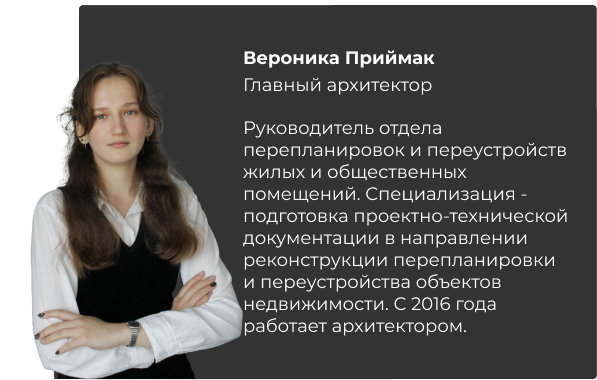 Вероника Приймак
Главный архитектор
Руководитель отдела
перепланировок и переустройств
жилых и общественных
помещений. Специализация -
подготовка проектно-технической
документации в направлении
реконструкции перепланировки
и переустройства объектов
недвижимости. С 2016 года
работает архитектором.